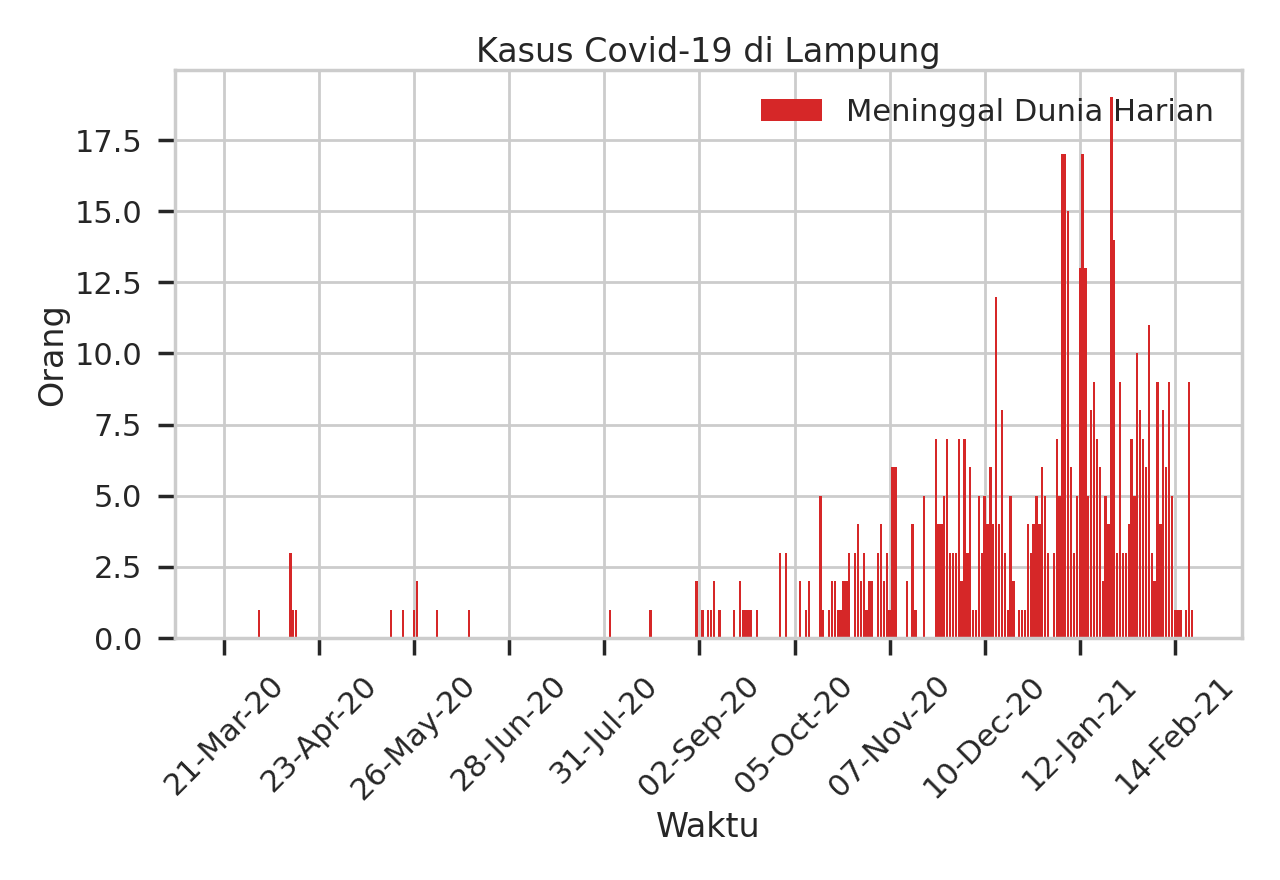 Kasus Covid-19 di Lampung
Meninggal Dunia Harian
17.5
15.0
12.5
10.0
7.5
5.0
2.5
0.0
Orang
21-Mar-20
23-Apr-20
26-May-20
28-Jun-20
31-Jul-20
02-Sep-20
05-Oct-20
07-Nov-20
10-Dec-20
12-Jan-21
14-Feb-21
Waktu